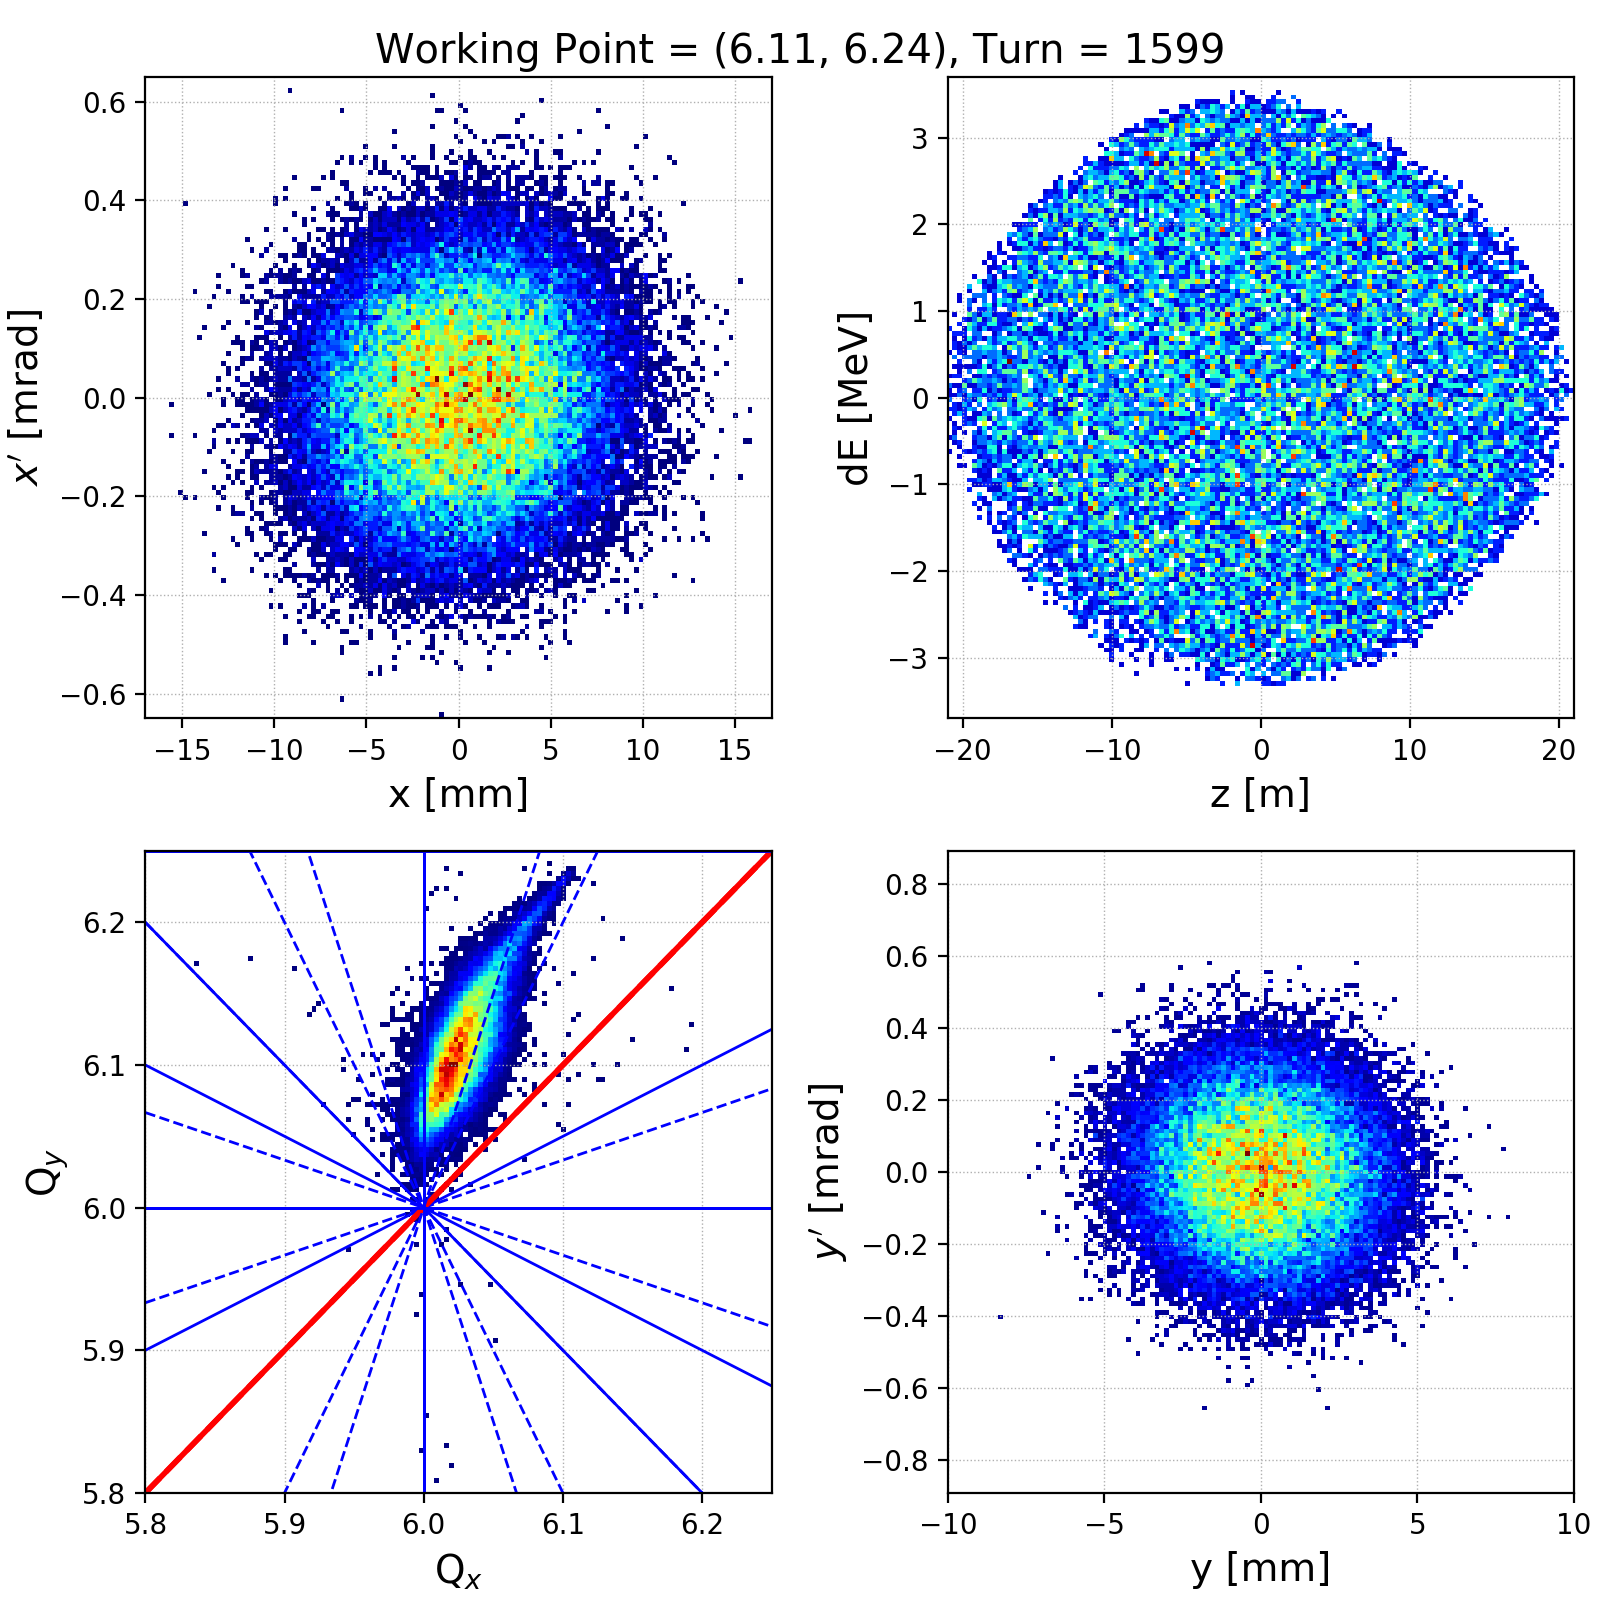 Working Point = (6.11, 6.24), Turn = 1599
0.6
0.4
0.2
0.0
−0.2
−0.4
−0.6
x′ [mrad]
−15 −10 −5 0 5 10 15
x [mm]
3
2
1
0
−1
−2
−3
dE [MeV]
−20 −10 0 10 20
z [m]
6.2
6.1
6.0
5.9
5.8
Qy
5.8 5.9 6.0 6.1 6.2
Qx
0.8
0.6
0.4
0.2
0.0
−0.2
−0.4
−0.6
−0.8
y′ [mrad]
−10 −5 0 5 10
y [mm]